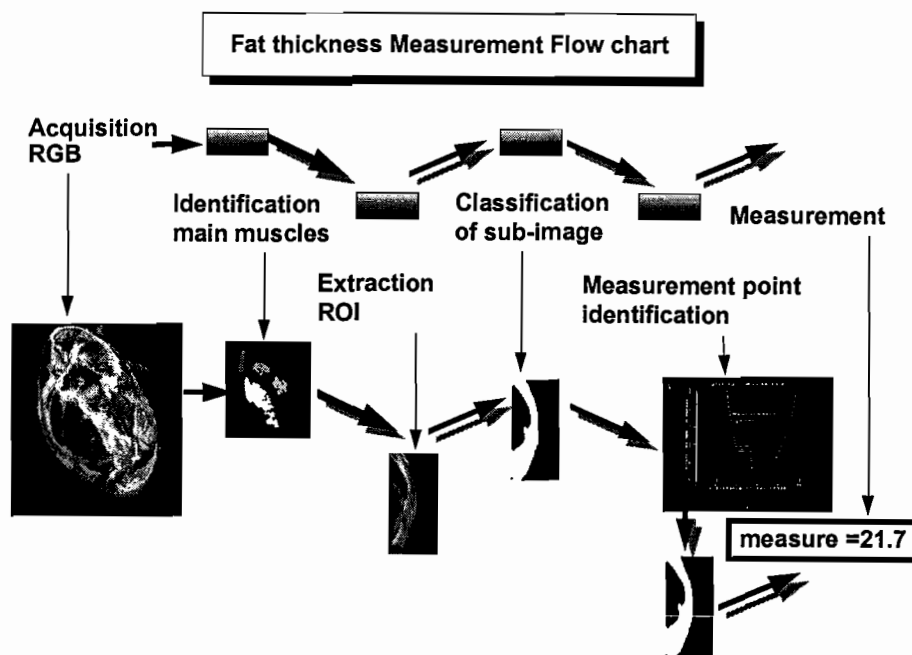 Fat thickness Measurement Flow chart
Acquisition
RGB
Identification
main muscles
Extraction
ROI
Classification
of sub-image
Measurement point
identification
Measurement
measure =21.7